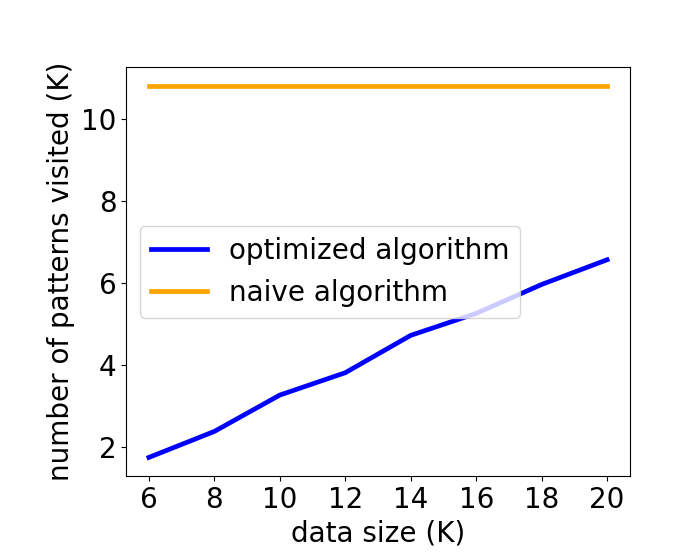 number of patterns visited (K)
10
8
6
4
2
optimized algorithm
naive algorithm
6 8 10 12 14 16 18 20
data size (K)